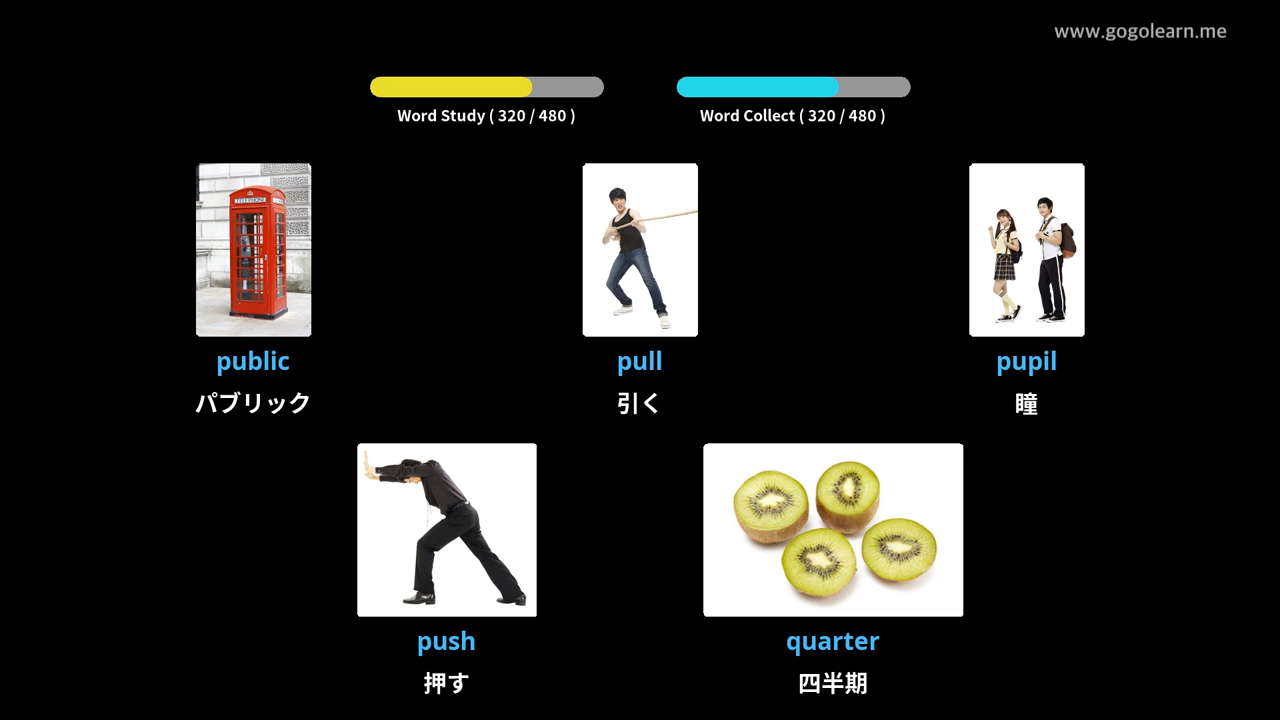 www.gogolearn.me
Word Study ( 320 / 480 )
Word Collect ( 320 / 480 )
TELEPHONE
public
パブリック
pull
引く
pupil
瞳
push
押す
quarter
四半期